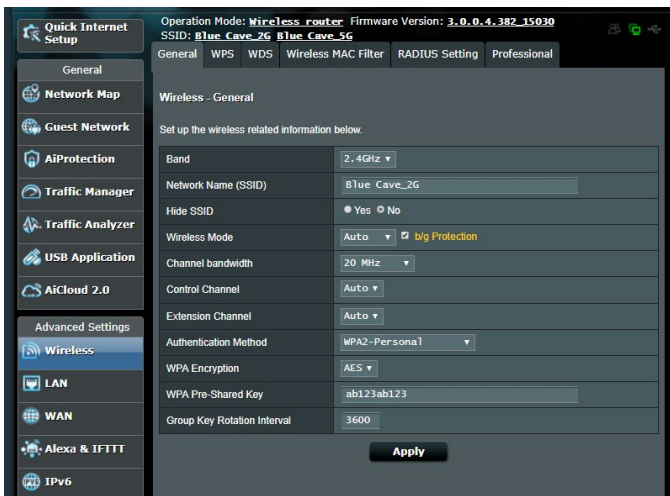 Quick Internet Setup
Operation Mode: Wireless router Firmware Version: 3.0.0.4.382_15030
SSID: Blue Cave_2G Blue Cave_5G
General WPS WDS Wireless MAC Filter RADIUS Setting Professional
General
Network Map
Guest Network
AiProtection
Traffic Manager
Traffic Analyzer
USB Application
AiCloud 2.0
Advanced Settings
Wireless
LAN
WAN
Alexa & IFTTT
IPv6
Wireless - General
Set up the wireless related information below.
Band 2.4GHz
Network Name (SSID) Blue Cave_2G
Hide SSID Yes No
Wireless Mode Auto b/g Protection
Channel bandwidth 20 MHz
Control Channel Auto
Extension Channel Auto
Authentication Method WPA2-Personal
WPA Encryption AES
WPA Pre-Shared Key ab123ab123
Group Key Rotation Interval 3600
Apply